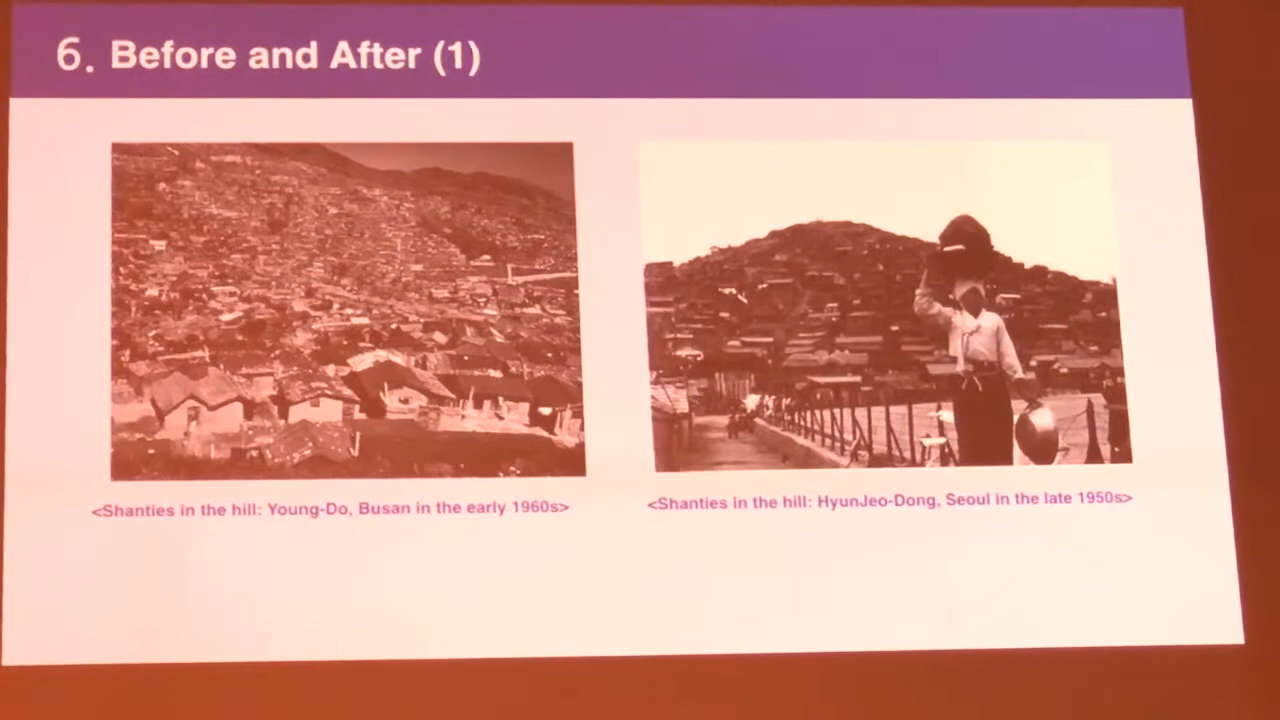 6. Before and After (1)
<Shanties in the hill: Young-Do, Busan in the early 1960s>
<Shanties in the hill: HyunJeo-Dong, Seoul in the late 1950s>